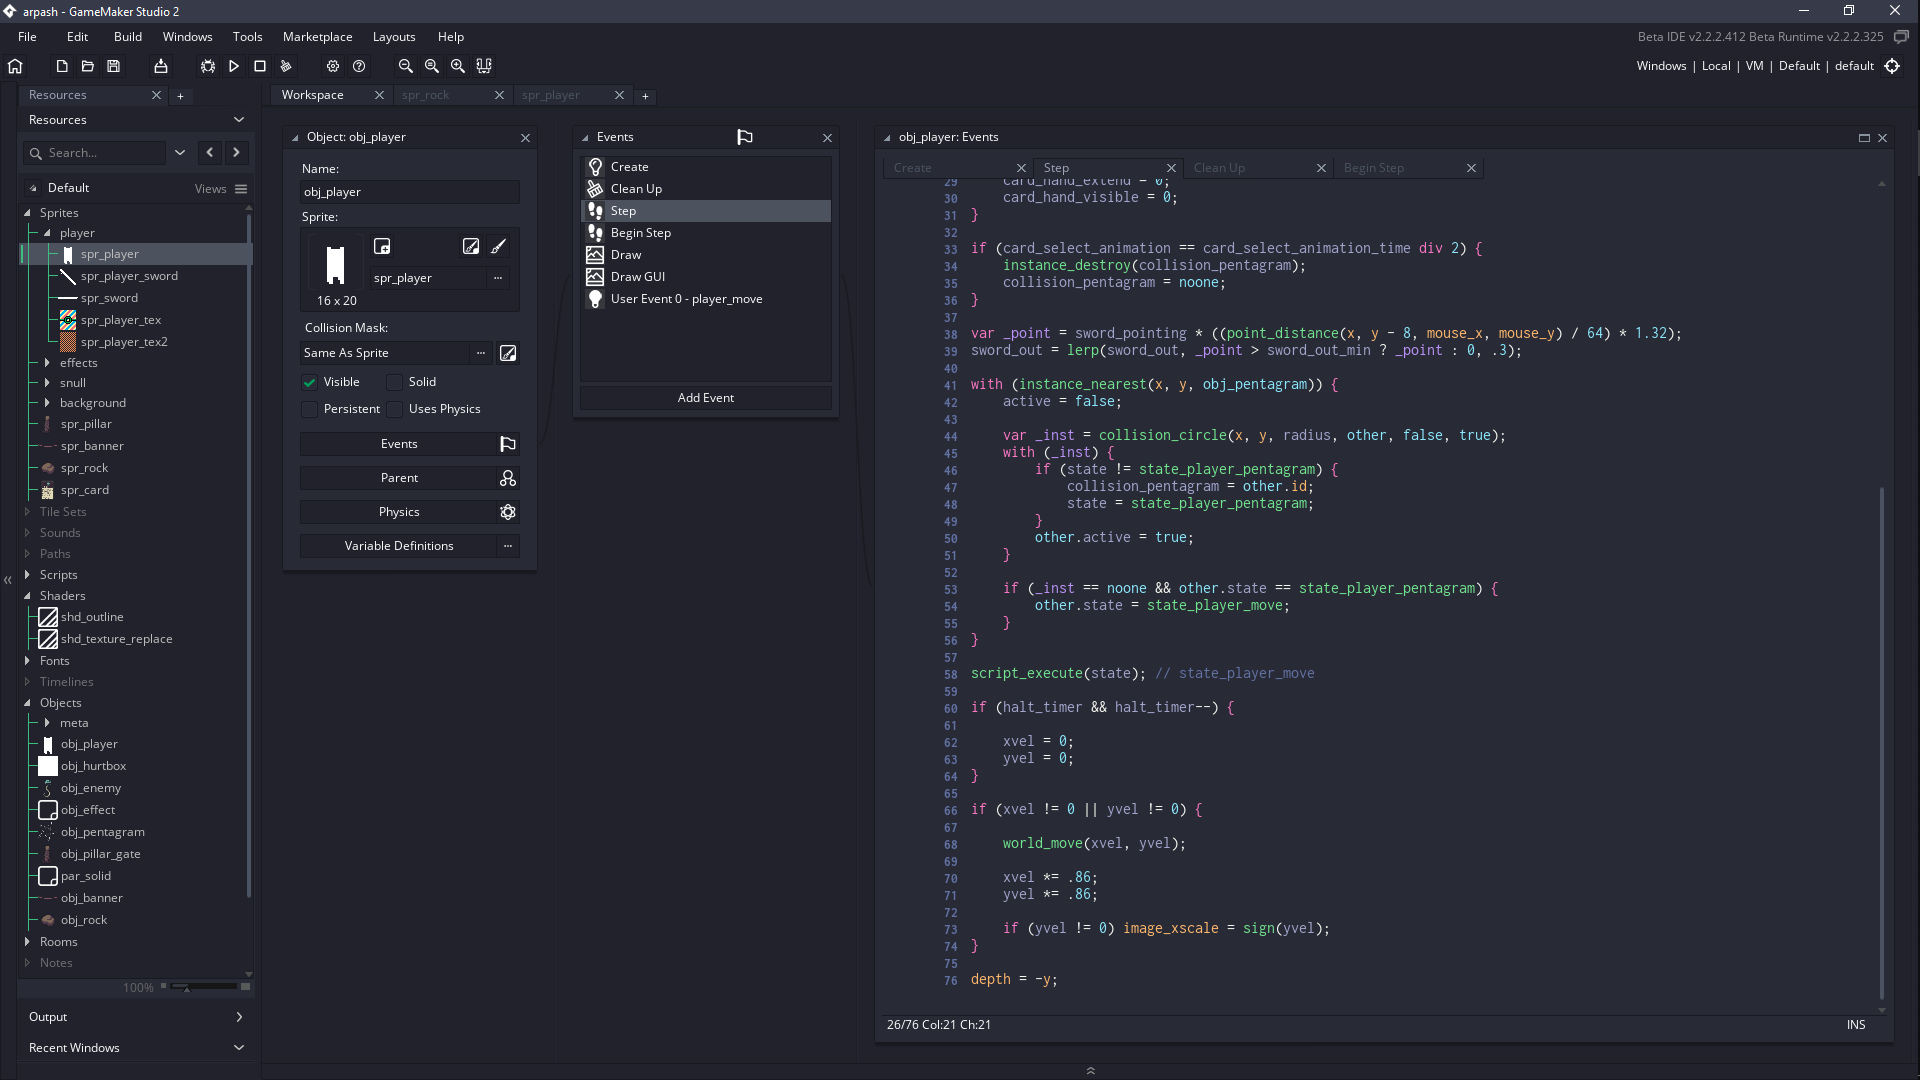 arpash - GameMaker Studio 2
File Edit Build Windows Tools Marketplace Layouts Help
Beta IDE v2.2.2.412 Beta Runtime v2.2.2.325
Windows | Local | VM | Default | default
Resources
Resources
Search...
Default Views
Sprites
player
spr_player
spr_player_sword
spr_sword
spr_player_tex
spr_player_tex2
effects
snull
background
spr_pillar
spr_banner
spr_rock
spr_card
Tile Sets
Sounds
Paths
Scripts
Shaders
shd_outline
shd_texture_replace
Fonts
Timelines
Objects
meta
obj_player
obj_hurtbox
obj_enemy
obj_effect
obj_pentagram
obj_pillar_gate
par_solid
obj_banner
obj_rock
Rooms
Notes
100%
Output
Recent Windows
Workspace spr_rock spr_player
Object: obj_player
Name:
obj_player
Sprite:
spr_player
16 x 20
Collision Mask:
Same As Sprite
Visible Solid
Persistent Uses Physics
Events
Parent
Physics
Variable Definitions
Events
Create
Clean Up
Step
Begin Step
Draw
Draw GUI
User Event 0 - player_move
Add Event
obj_player: Events
Create Step Clean Up Begin Step
29 card_hand_extend = 0;
30 card_hand_visible = 0;
31 }
32
33 if (card_select_animation == card_select_animation_time div 2) {
34 instance_destroy(collision_pentagram);
35 collision_pentagram = noone;
36 }
37
38 var _point = sword_pointing * ((point_distance(x, y - 8, mouse_x, mouse_y) / 64) * 1.32);
39 sword_out = lerp(sword_out, _point > sword_out_min ? _point : 0, .3);
40
41 with (instance_nearest(x, y, obj_pentagram)) {
42 active = false;
43
44 var _inst = collision_circle(x, y, radius, other, false, true);
45 with (_inst) {
46 if (state != state_player_pentagram) {
47 collision_pentagram = other.id;
48 state = state_player_pentagram;
49 }
50 other.active = true;
51 }
52
53 if (_inst == noone && other.state == state_player_pentagram) {
54 other.state = state_player_move;
55 }
56 }
57
58 script_execute(state); // state_player_move
59
60 if (halt_timer && halt_timer--) {
61
62 xvel = 0;
63 yvel = 0;
64 }
65
66 if (xvel != 0 || yvel != 0) {
67
68 world_move(xvel, yvel);
69
70 xvel *= .86;
71 yvel *= .86;
72
73 if (yvel != 0) image_xscale = sign(yvel);
74 }
75
76 depth = -y;
26/76 Col:21 Ch:21 INS